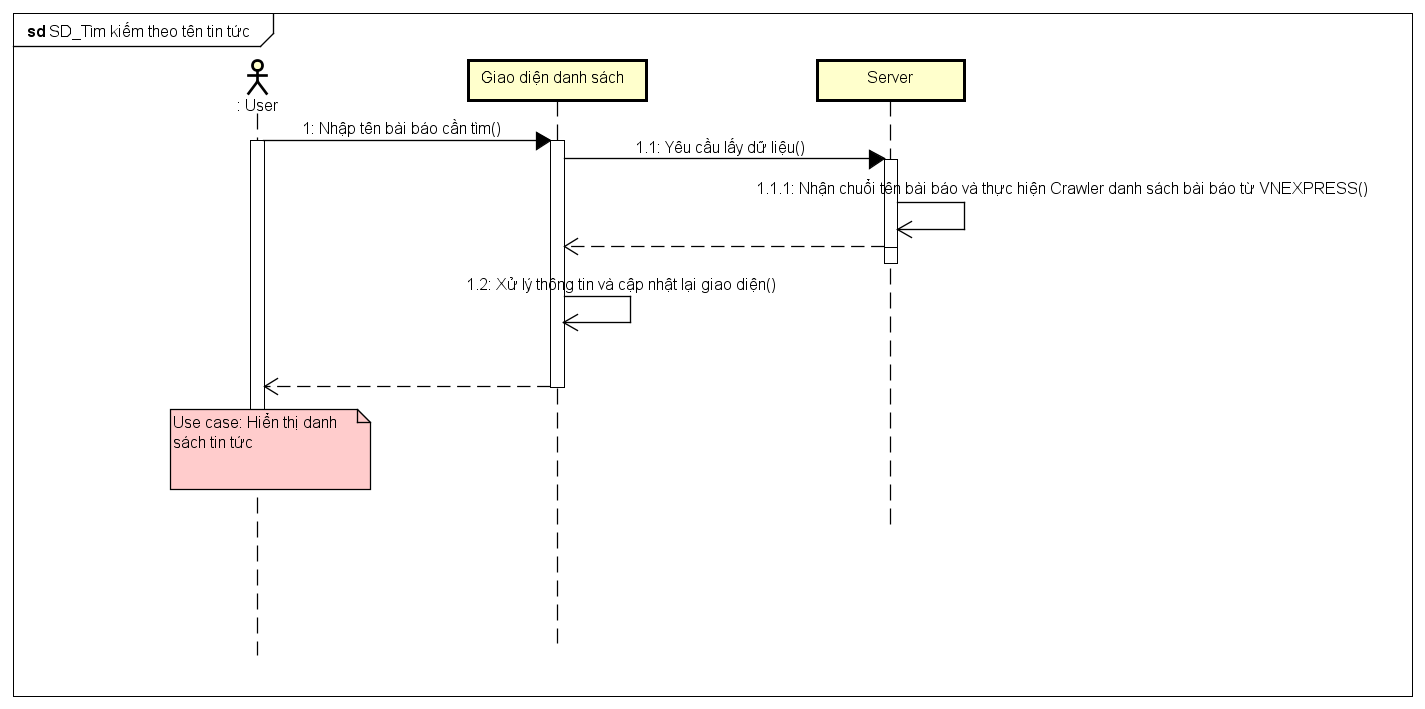 sd SD_Tìm kiếm theo tên tin tức
: User
Giao diện danh sách
Server
1: Nhập tên bài báo cần tìm()
1.1: Yêu cầu lấy dữ liệu()
1.1.1: Nhận chuổi tên bài báo và thực hiện Crawler danh sách bài báo từ VNEXPRESS()
1.2: Xử lý thông tin và cập nhật lại giao diện()
Use case: Hiển thị danh
sách tin tức